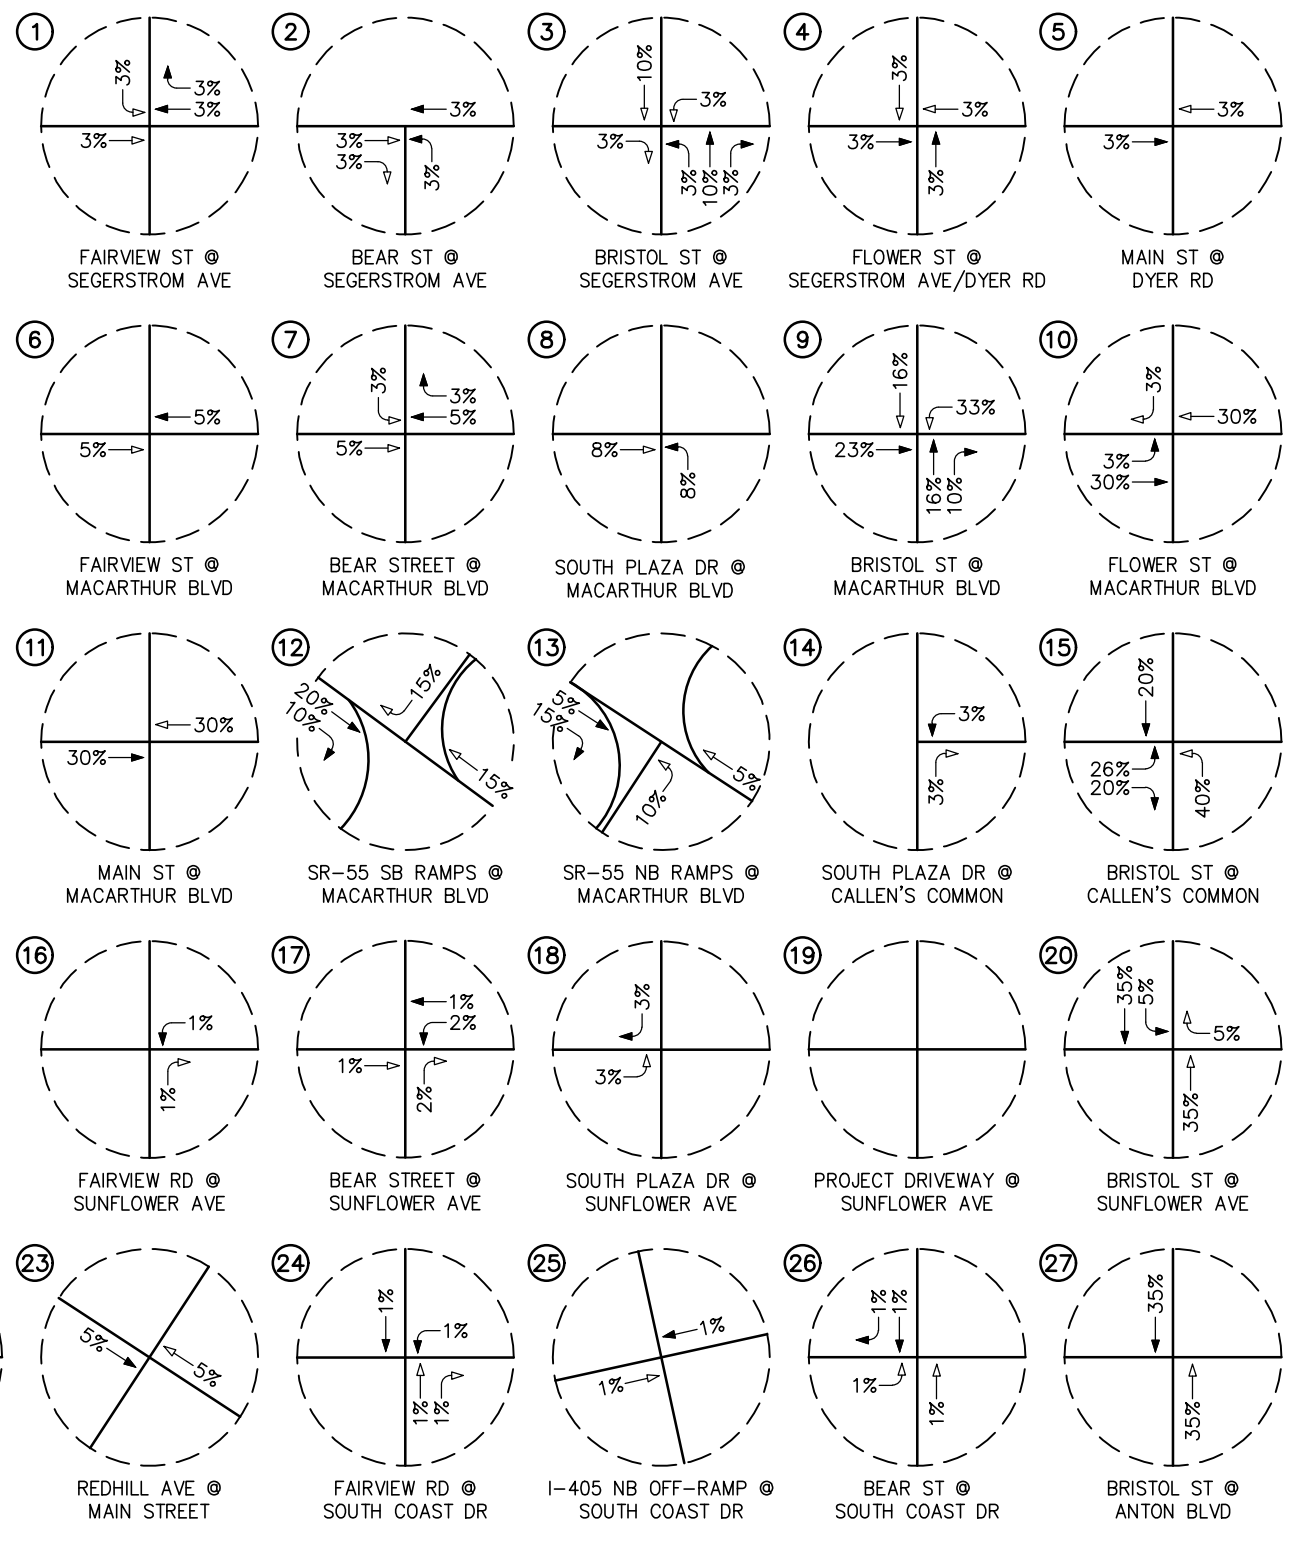 1
3%
3%
3%
3%
FAIRVIEW ST @
SEGERSTROM AVE
2
3%
3%
3%
3%
BEAR ST @
SEGERSTROM AVE
3
10%
3%
3%
3%
10%
3%
BRISTOL ST @
SEGERSTROM AVE
4
3%
3%
3%
3%
FLOWER ST @
SEGERSTROM AVE/DYER RD
5
3%
3%
MAIN ST @
DYER RD
6
5%
5%
FAIRVIEW ST @
MACARTHUR BLVD
7
3%
3%
5%
5%
BEAR STREET @
MACARTHUR BLVD
8
8%
8%
SOUTH PLAZA DR @
MACARTHUR BLVD
9
16%
33%
23%
16%
10%
BRISTOL ST @
MACARTHUR BLVD
10
3%
30%
3%
30%
FLOWER ST @
MACARTHUR BLVD
11
30%
30%
MAIN ST @
MACARTHUR BLVD
12
15%
20%
10%
15%
SR-55 SB RAMPS @
MACARTHUR BLVD
13
5%
15%
5%
10%
SR-55 NB RAMPS @
MACARTHUR BLVD
14
3%
3%
SOUTH PLAZA DR @
CALLEN'S COMMON
15
20%
26%
20%
40%
BRISTOL ST @
CALLEN'S COMMON
16
1%
1%
FAIRVIEW RD @
SUNFLOWER AVE
17
1%
2%
1%
2%
BEAR STREET @
SUNFLOWER AVE
18
3%
3%
SOUTH PLAZA DR @
SUNFLOWER AVE
19
PROJECT DRIVEWAY @
SUNFLOWER AVE
20
35%
5%
5%
35%
BRISTOL ST @
SUNFLOWER AVE
23
5%
5%
REDHILL AVE @
MAIN STREET
24
1%
1%
1%
1%
FAIRVIEW RD @
SOUTH COAST DR
25
1%
1%
I-405 NB OFF-RAMP @
SOUTH COAST DR
26
1%
1%
1%
1%
BEAR ST @
SOUTH COAST DR
27
35%
35%
BRISTOL ST @
ANTON BLVD